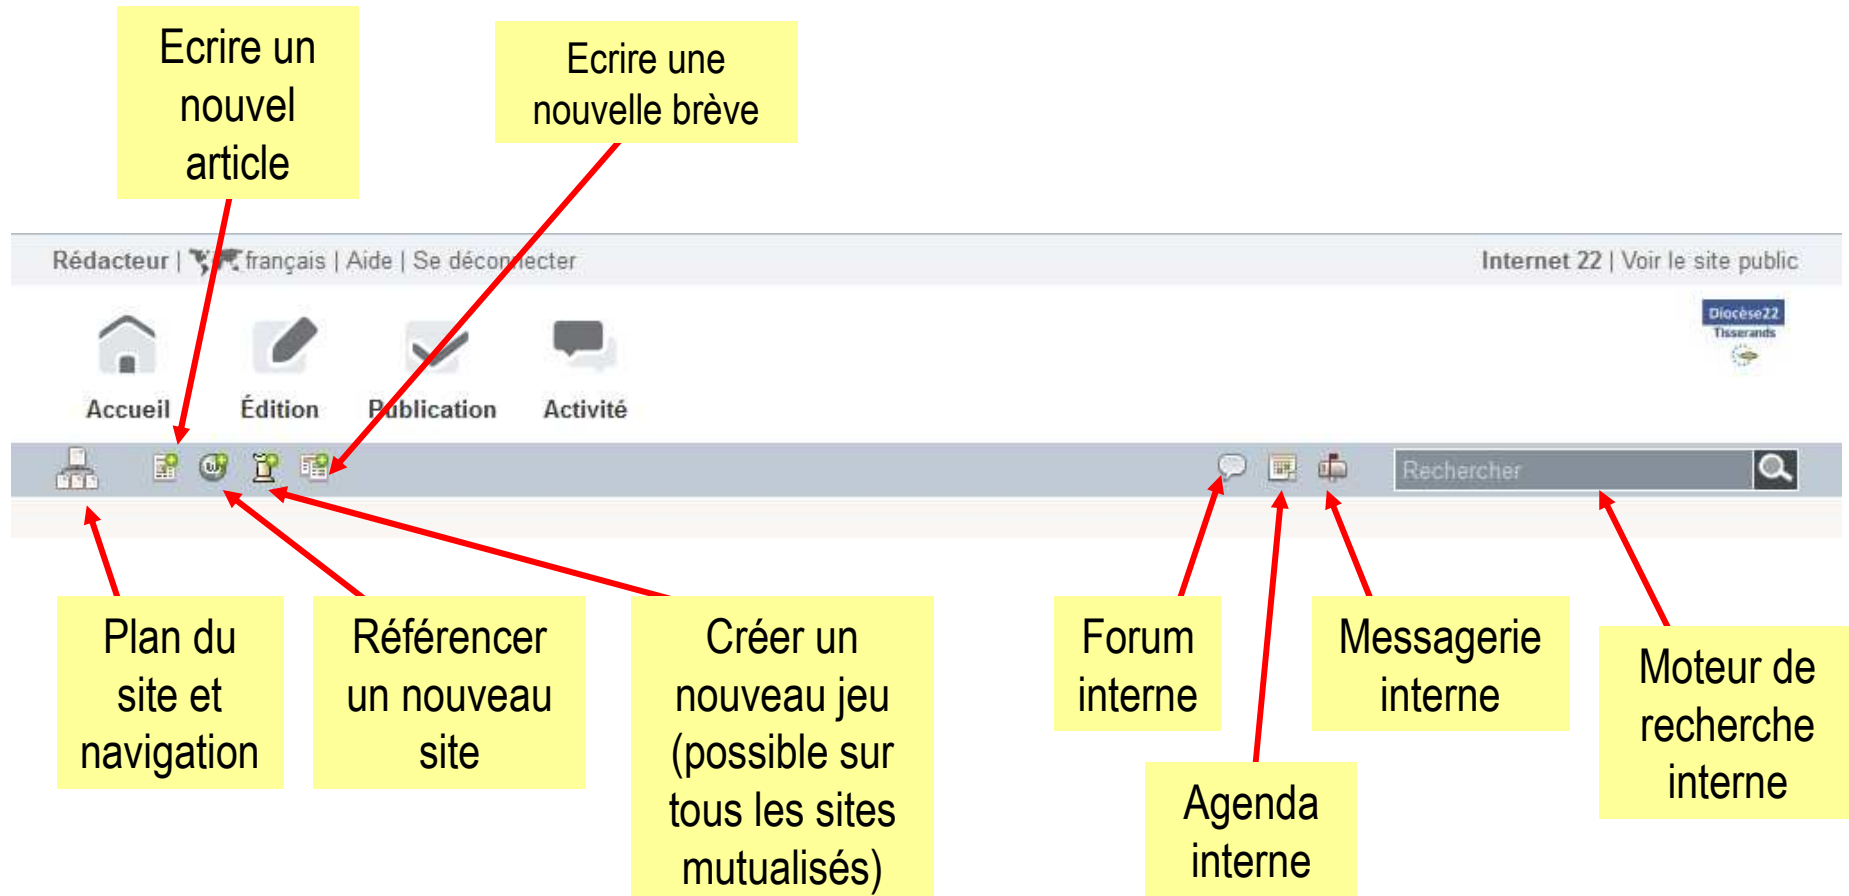 Ecrire un
nouvel
article
Ecrire une
nouvelle brève
Rédacteur | français | Aide | Se déconnecter
Internet 22 | Voir le site public
Diocèse22
Tisserands
Accueil
Édition
Publication
Activité
Rechercher
Plan du
site et
navigation
Référencer
un nouveau
site
Créer un
nouveau jeu
(possible sur
tous les sites
mutualisés)
Forum
interne
Agenda
interne
Messagerie
interne
Moteur de
recherche
interne